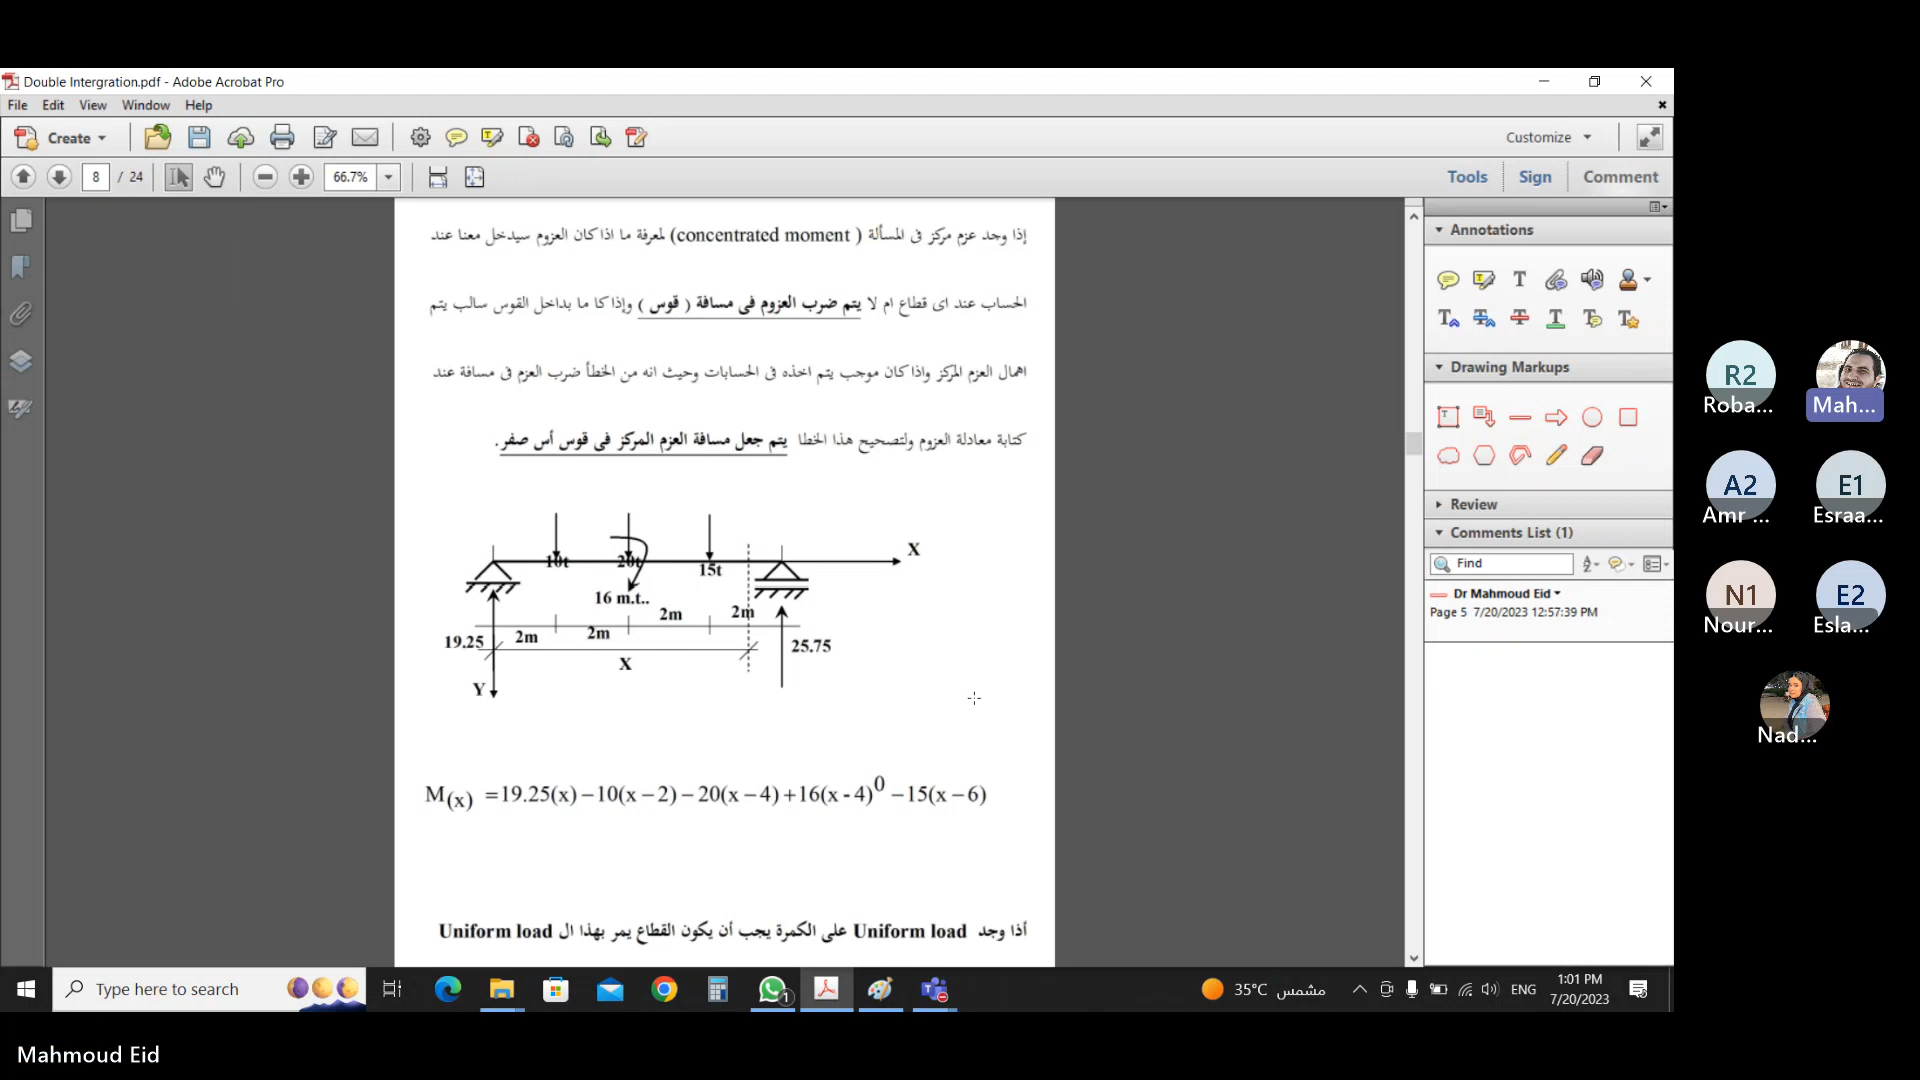 Double Intergration.pdf - Adobe Acrobat Pro
File Edit View Window Help
Create
Customize
8 / 24
66.7%
Tools Sign Comment
إذا وجد عزم مركز فى المسألة ( concentrated moment) لمعرفة ما اذا كان العزوم سيدخل معنا عند
الحساب عند اى قطاع ام لا يتم ضرب العزوم فى مسافة ( قوس ) وإذا كا ما بداخل القوس سالب يتم
اهمال العزم المركز واذا كان موجب يتم اخذه فى الحسابات وحيث انه من الخطأ ضرب العزم فى مسافة عند
كتابة معادلة العزوم ولتصحيح هذا الخطا يتم جعل مسافة العزم المركز فى قوس أس صفر.
X
10t 20t 15t
16 m.t..
2m 2m 2m 2m
19.25 25.75
X
Y
M(x) =19.25(x)−10(x−2)−20(x−4)+16(x-4)⁰−15(x−6)
أذا وجد Uniform load على الكمرة يجب أن يكون القطاع يمر بهذا ال Uniform load
Annotations
Drawing Markups
Review
Comments List (1)
Find
Dr Mahmoud Eid
Page 5 7/20/2023 12:57:39 PM
R2
Roba...
Mah...
A2
Amr ...
E1
Esraa...
N1
Nour...
E2
Esla...
Nad...
Type here to search
1
35°C مشمس
ENG
1:01 PM
7/20/2023
Mahmoud Eid